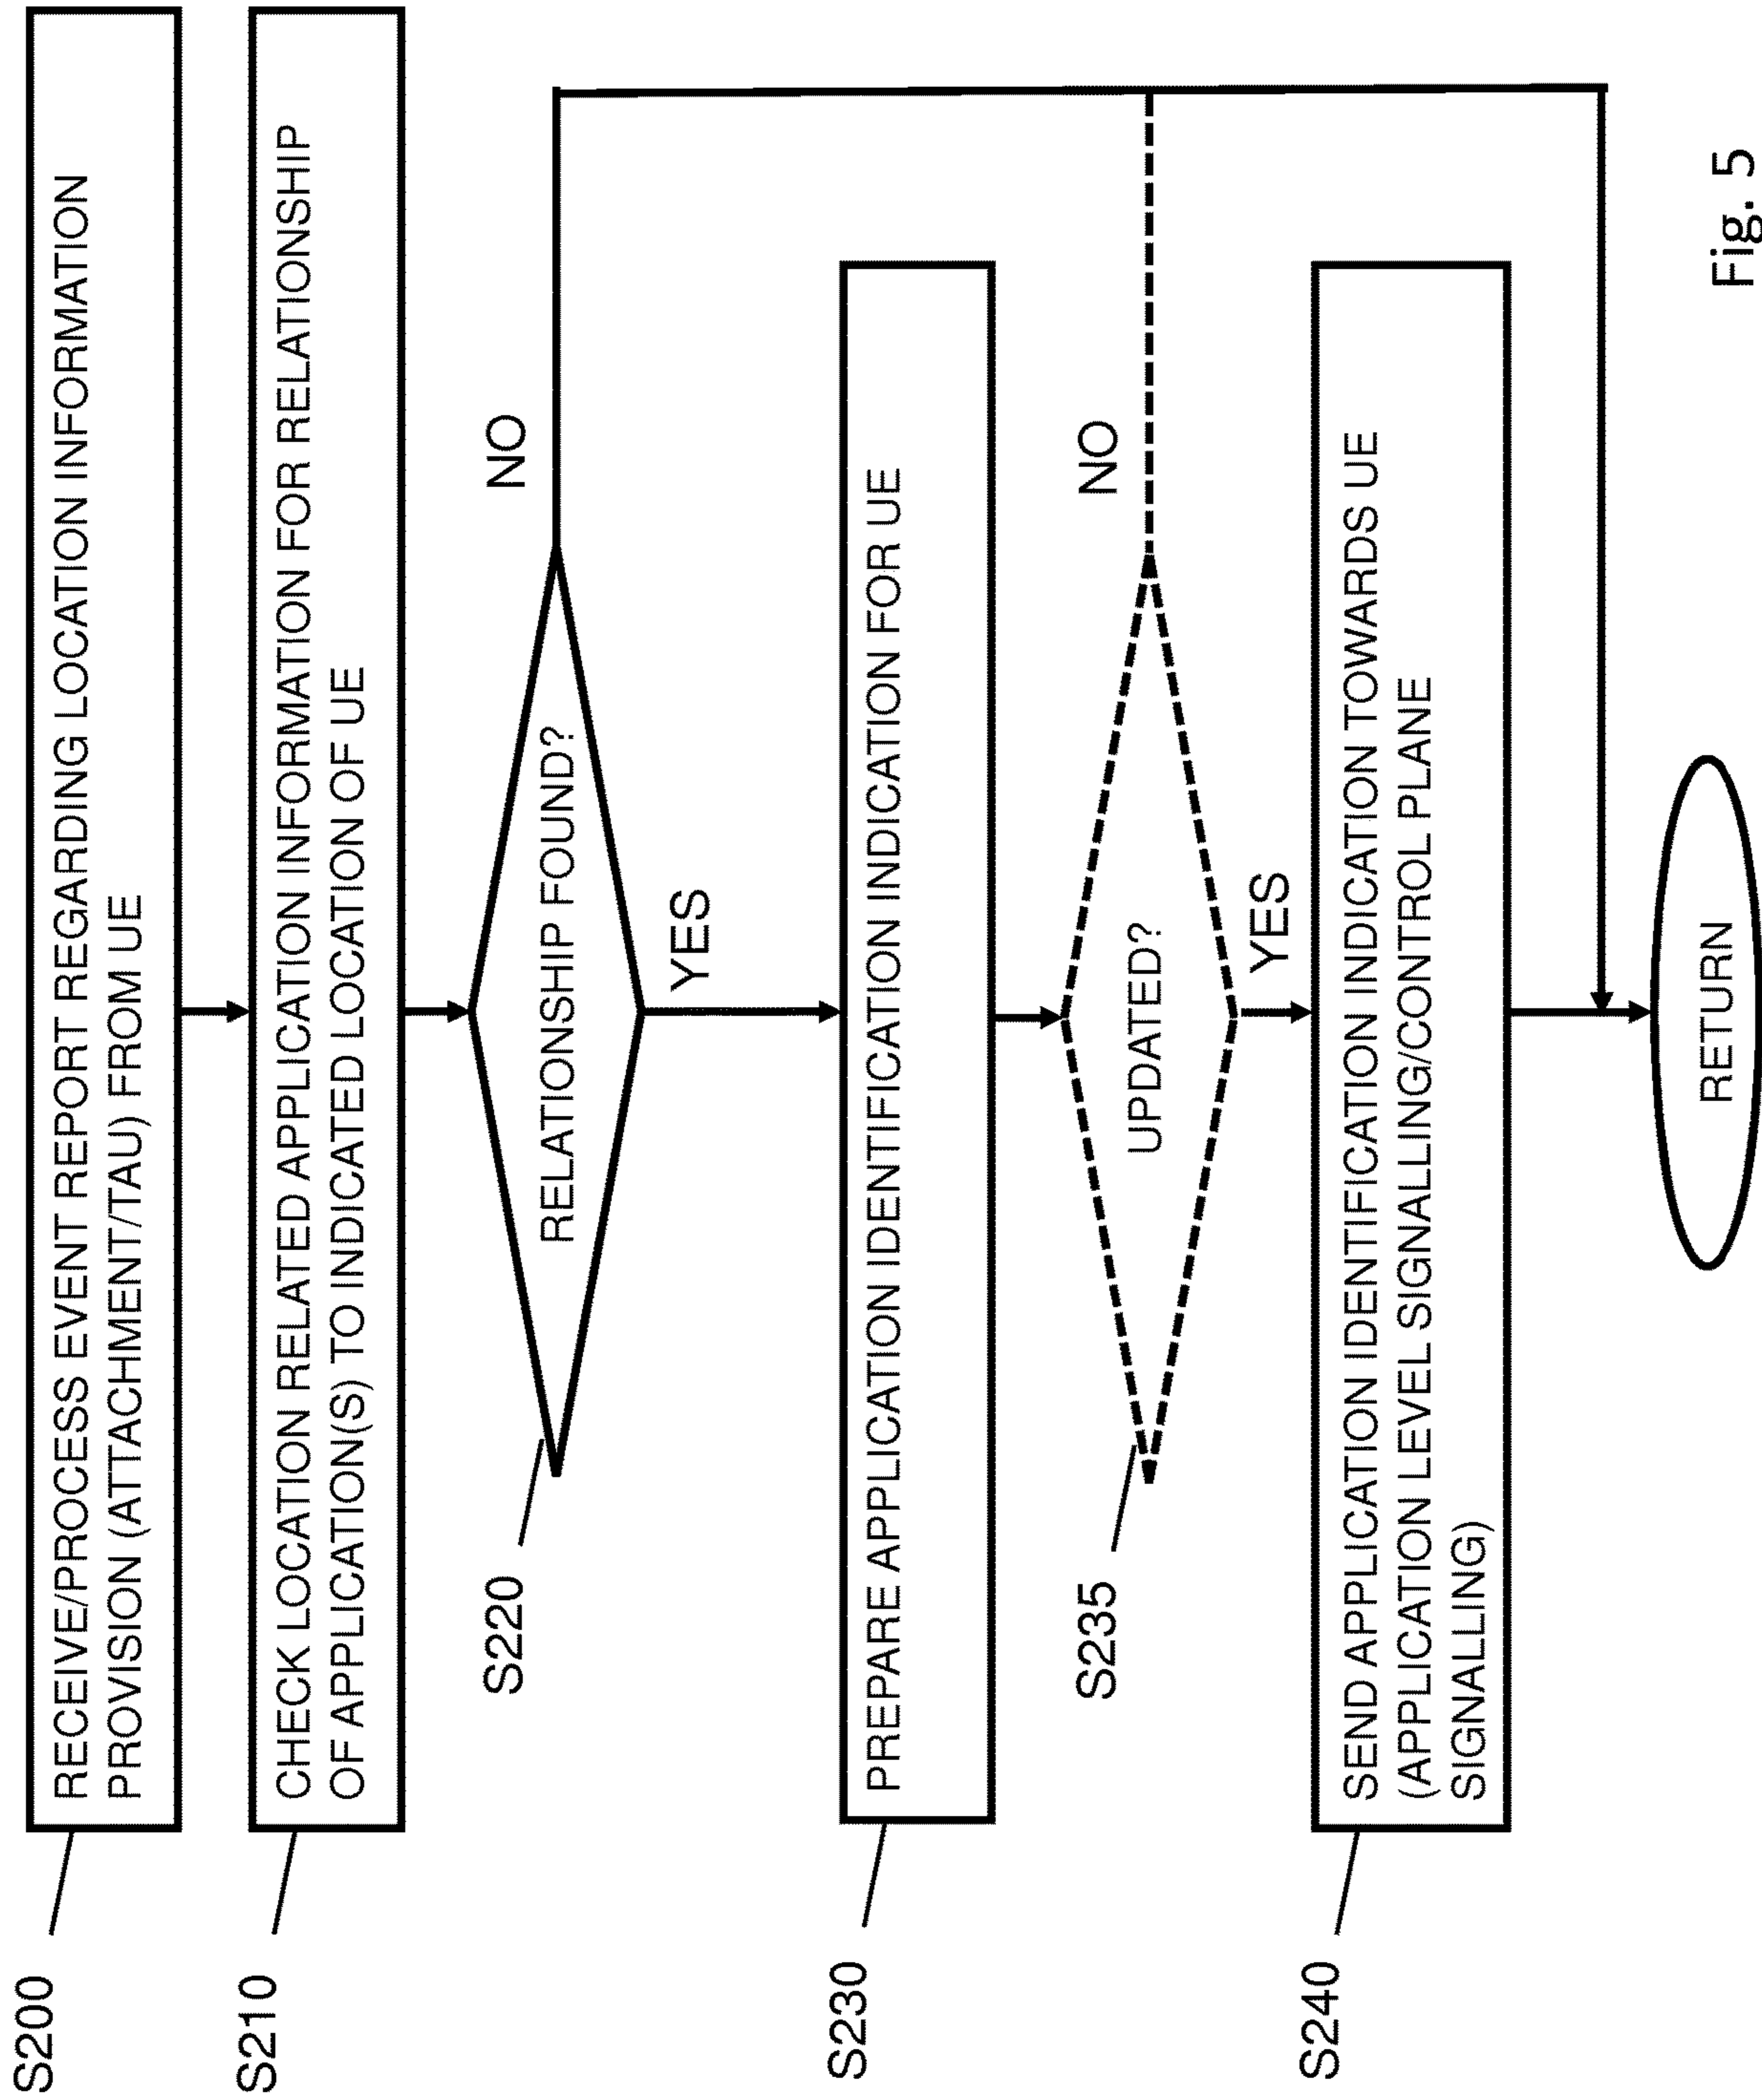 S200
RECEIVE/PROCESS EVENT REPORT REGARDING LOCATION INFORMATION
PROVISION (ATTACHMENT/TAU) FROM UE
S210
CHECK LOCATION RELATED APPLICATION INFORMATION FOR RELATIONSHIP
OF APPLICATION(S) TO INDICATED LOCATION OF UE
S220
RELATIONSHIP FOUND?
NO
YES
S230
PREPARE APPLICATION IDENTIFICATION INDICATION FOR UE
S235
UPDATED?
NO
YES
S240
SEND APPLICATION IDENTIFICATION INDICATION TOWARDS UE
(APPLICATION LEVEL SIGNALLING/CONTROL PLANE
SIGNALLING)
RETURN
Fig. 5